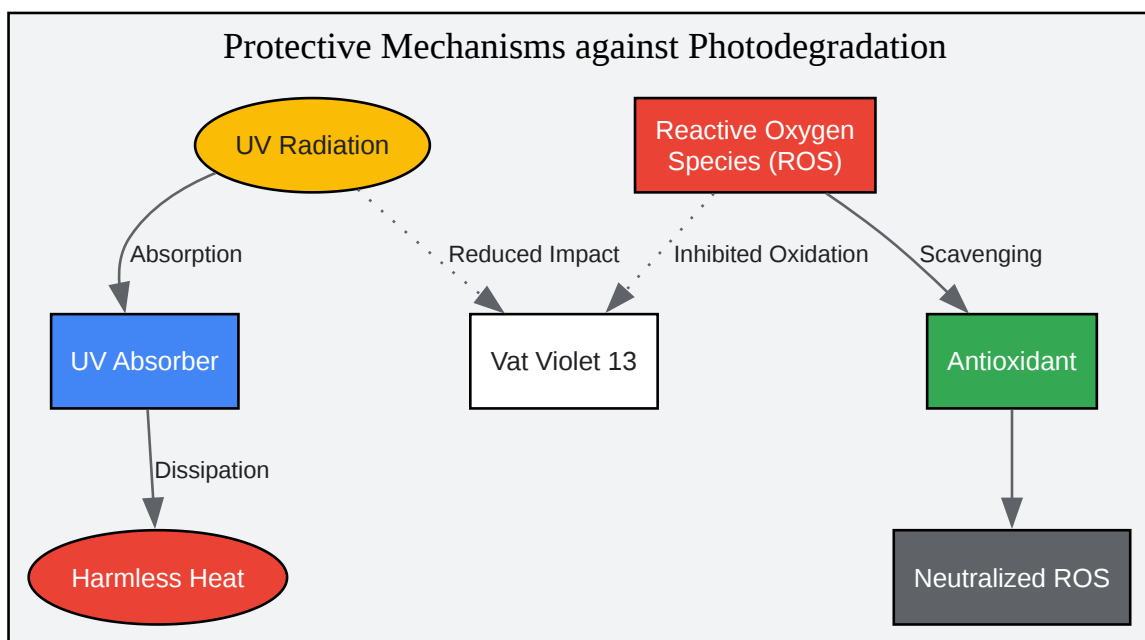 Protective Mechanisms against Photodegradation
UV Radiation
Reactive Oxygen
Species (ROS)
Absorption
Reduced Impact
Inhibited Oxidation
Scavenging
UV Absorber
Vat Violet 13
Antioxidant
Dissipation
Harmless Heat
Neutralized ROS